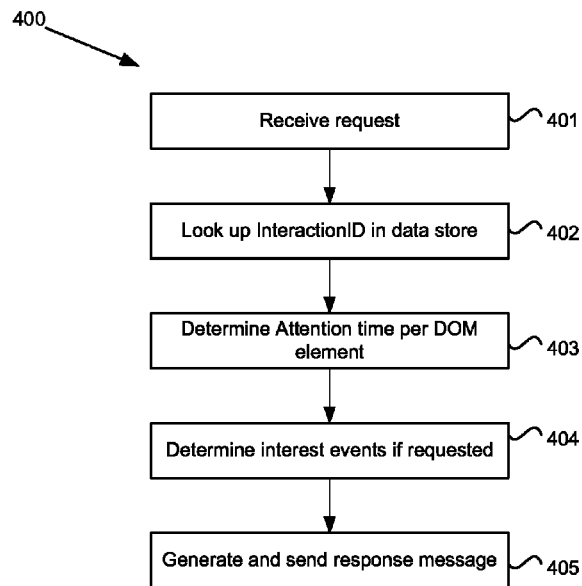 400
Receive request
401
Look up InteractionID in data store
402
Determine Attention time per DOM
element
403
Determine interest events if requested
404
Generate and send response message
405